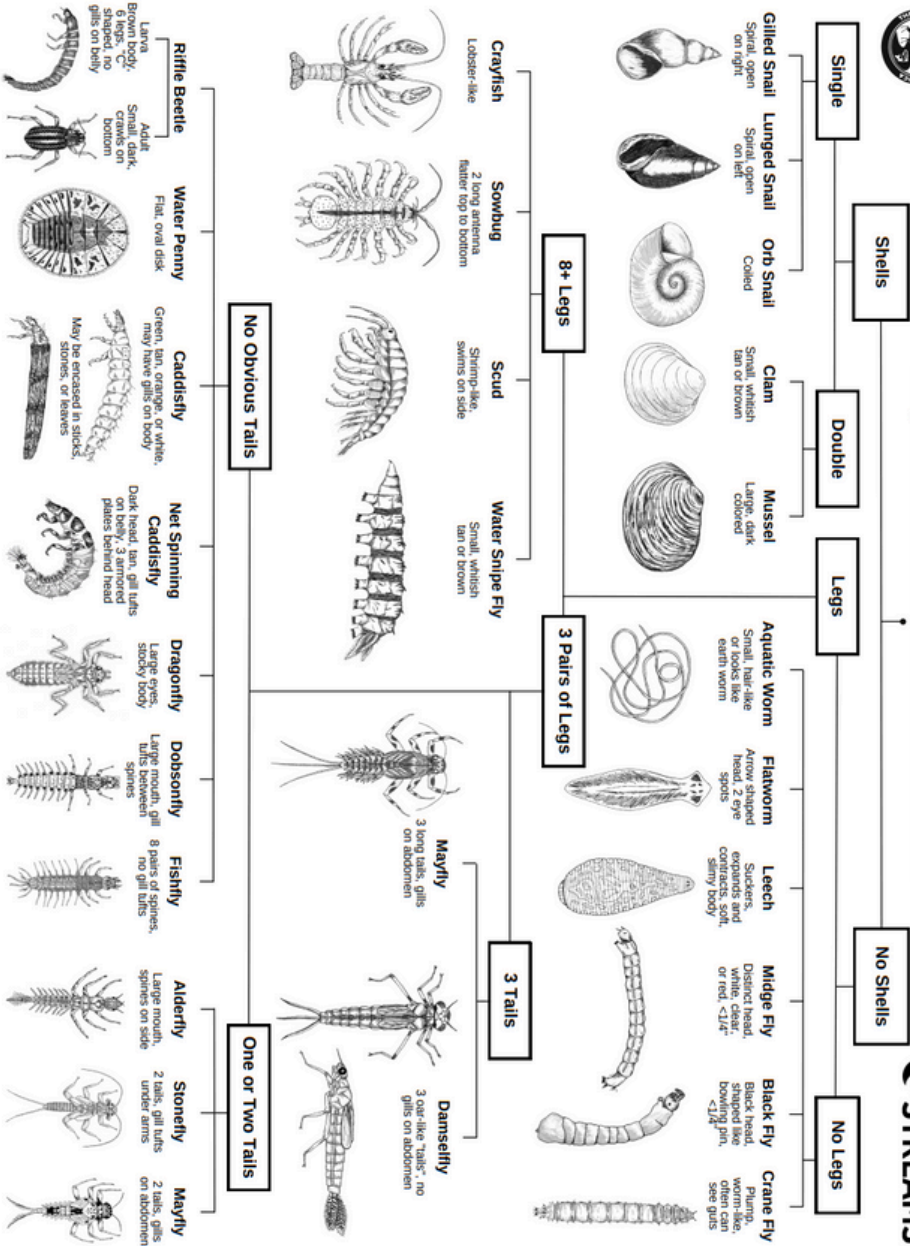 STREAMS
Shells
No Shells
Single
Double
Legs
No Legs
Gilled Snail
Spiral, open
on right
Lunged Snail
Spiral, open
on left
Orb Snail
Coiled
Clam
Small, whitish
tan or brown
Mussel
Large, dark
colored
Aquatic Worm
Small, hair-like
or looks like
earth worm
Flatworm
Arrow shaped
head, 2 eye
spots
Leech
Suckers,
expands and
contracts, soft,
slimy body
Midge Fly
Distinct head,
white, clear,
or red, <1/4"
Black Fly
Black head,
shaped like
bowling pin,
<1/4"
Crane Fly
Plump,
worm-like,
often can
see guts
8+ Legs
3 Pairs of Legs
Crayfish
Lobster-like
Sowbug
2 long antenna
flatter top to bottom
Scud
Shrimp-like,
swims on side
Water Snipe Fly
Small, whitish
tan or brown
3 Tails
Mayfly
3 long tails, gills
on abdomen
Damselfly
3 oar-like "tails", no
gills on abdomen
No Obvious Tails
One or Two Tails
Riffle Beetle
Larva
Brown body,
6 legs, "C"
shaped, no
gills on belly
Adult
Small, dark,
crawls on
bottom
Water Penny
Flat, oval disk
Caddisfly
Green, tan, orange, or white,
may have gills on body
May be encased in sticks,
stones, or leaves
Net Spinning
Caddisfly
Dark head, tan, gill tufts
on belly, 3 armored
plates behind head
Dragonfly
Large eyes,
stocky body
Dobsonfly
Large mouth, gill
tufts between
spines
Fishfly
8 pairs of spines,
no gill tufts
Alderfly
Large mouth,
spines on side
Stonefly
2 tails, gill tufts
under arms
Mayfly
2 tails, gills
on abdomen